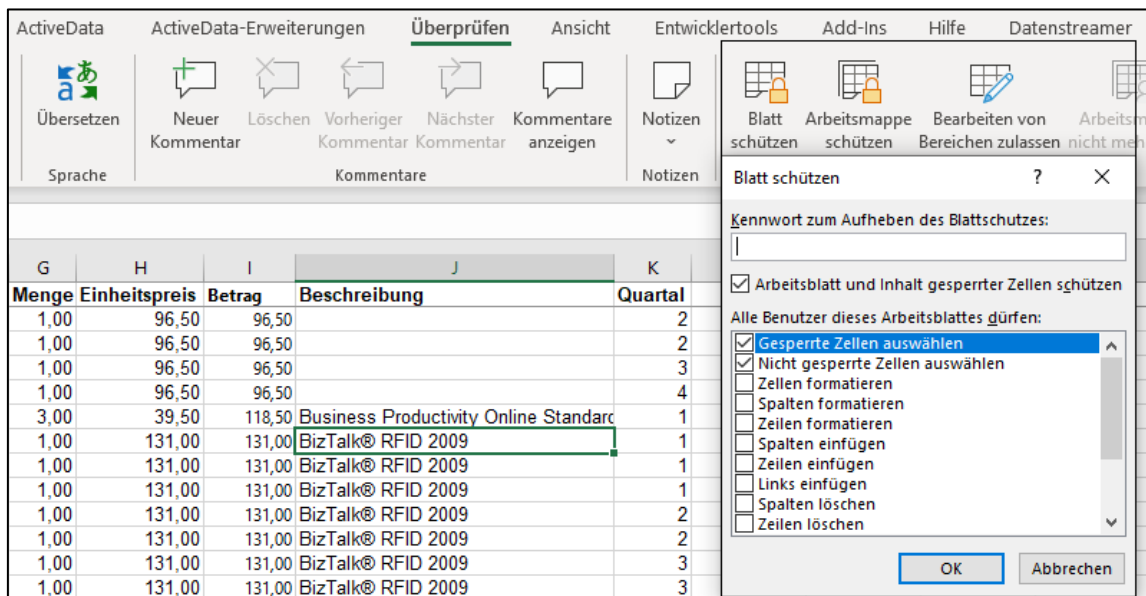 ActiveData ActiveData-Erweiterungen Überprüfen Ansicht Entwicklertools Add-Ins Hilfe Datenstreamer
Übersetzen
Neuer Kommentar
Löschen
Vorheriger Kommentar
Nächster Kommentar
Kommentare anzeigen
Notizen
Blatt schützen
Arbeitsmappe schützen
Bearbeiten von Bereichen zulassen
nicht
Sprache Kommentare Notizen
G H I J K
Menge Einheitspreis Betrag Beschreibung Quartal
1,00 96,50 96,50 2
1,00 96,50 96,50 2
1,00 96,50 96,50 3
1,00 96,50 96,50 4
3,00 39,50 118,50 Business Productivity Online Standard 1
1,00 131,00 131,00 BizTalk® RFID 2009 1
1,00 131,00 131,00 BizTalk® RFID 2009 1
1,00 131,00 131,00 BizTalk® RFID 2009 1
1,00 131,00 131,00 BizTalk® RFID 2009 2
1,00 131,00 131,00 BizTalk® RFID 2009 2
1,00 131,00 131,00 BizTalk® RFID 2009 3
1,00 131,00 131,00 BizTalk® RFID 2009 3
Blatt schützen ?
Kennwort zum Aufheben des Blattschutzes:
Arbeitsblatt und Inhalt gesperrter Zellen schützen
Alle Benutzer dieses Arbeitsblattes dürfen:
Gesperrte Zellen auswählen
Nicht gesperrte Zellen auswählen
Zellen formatieren
Spalten formatieren
Zeilen formatieren
Spalten einfügen
Zeilen einfügen
Links einfügen
Spalten löschen
Zeilen löschen
OK Abbrechen